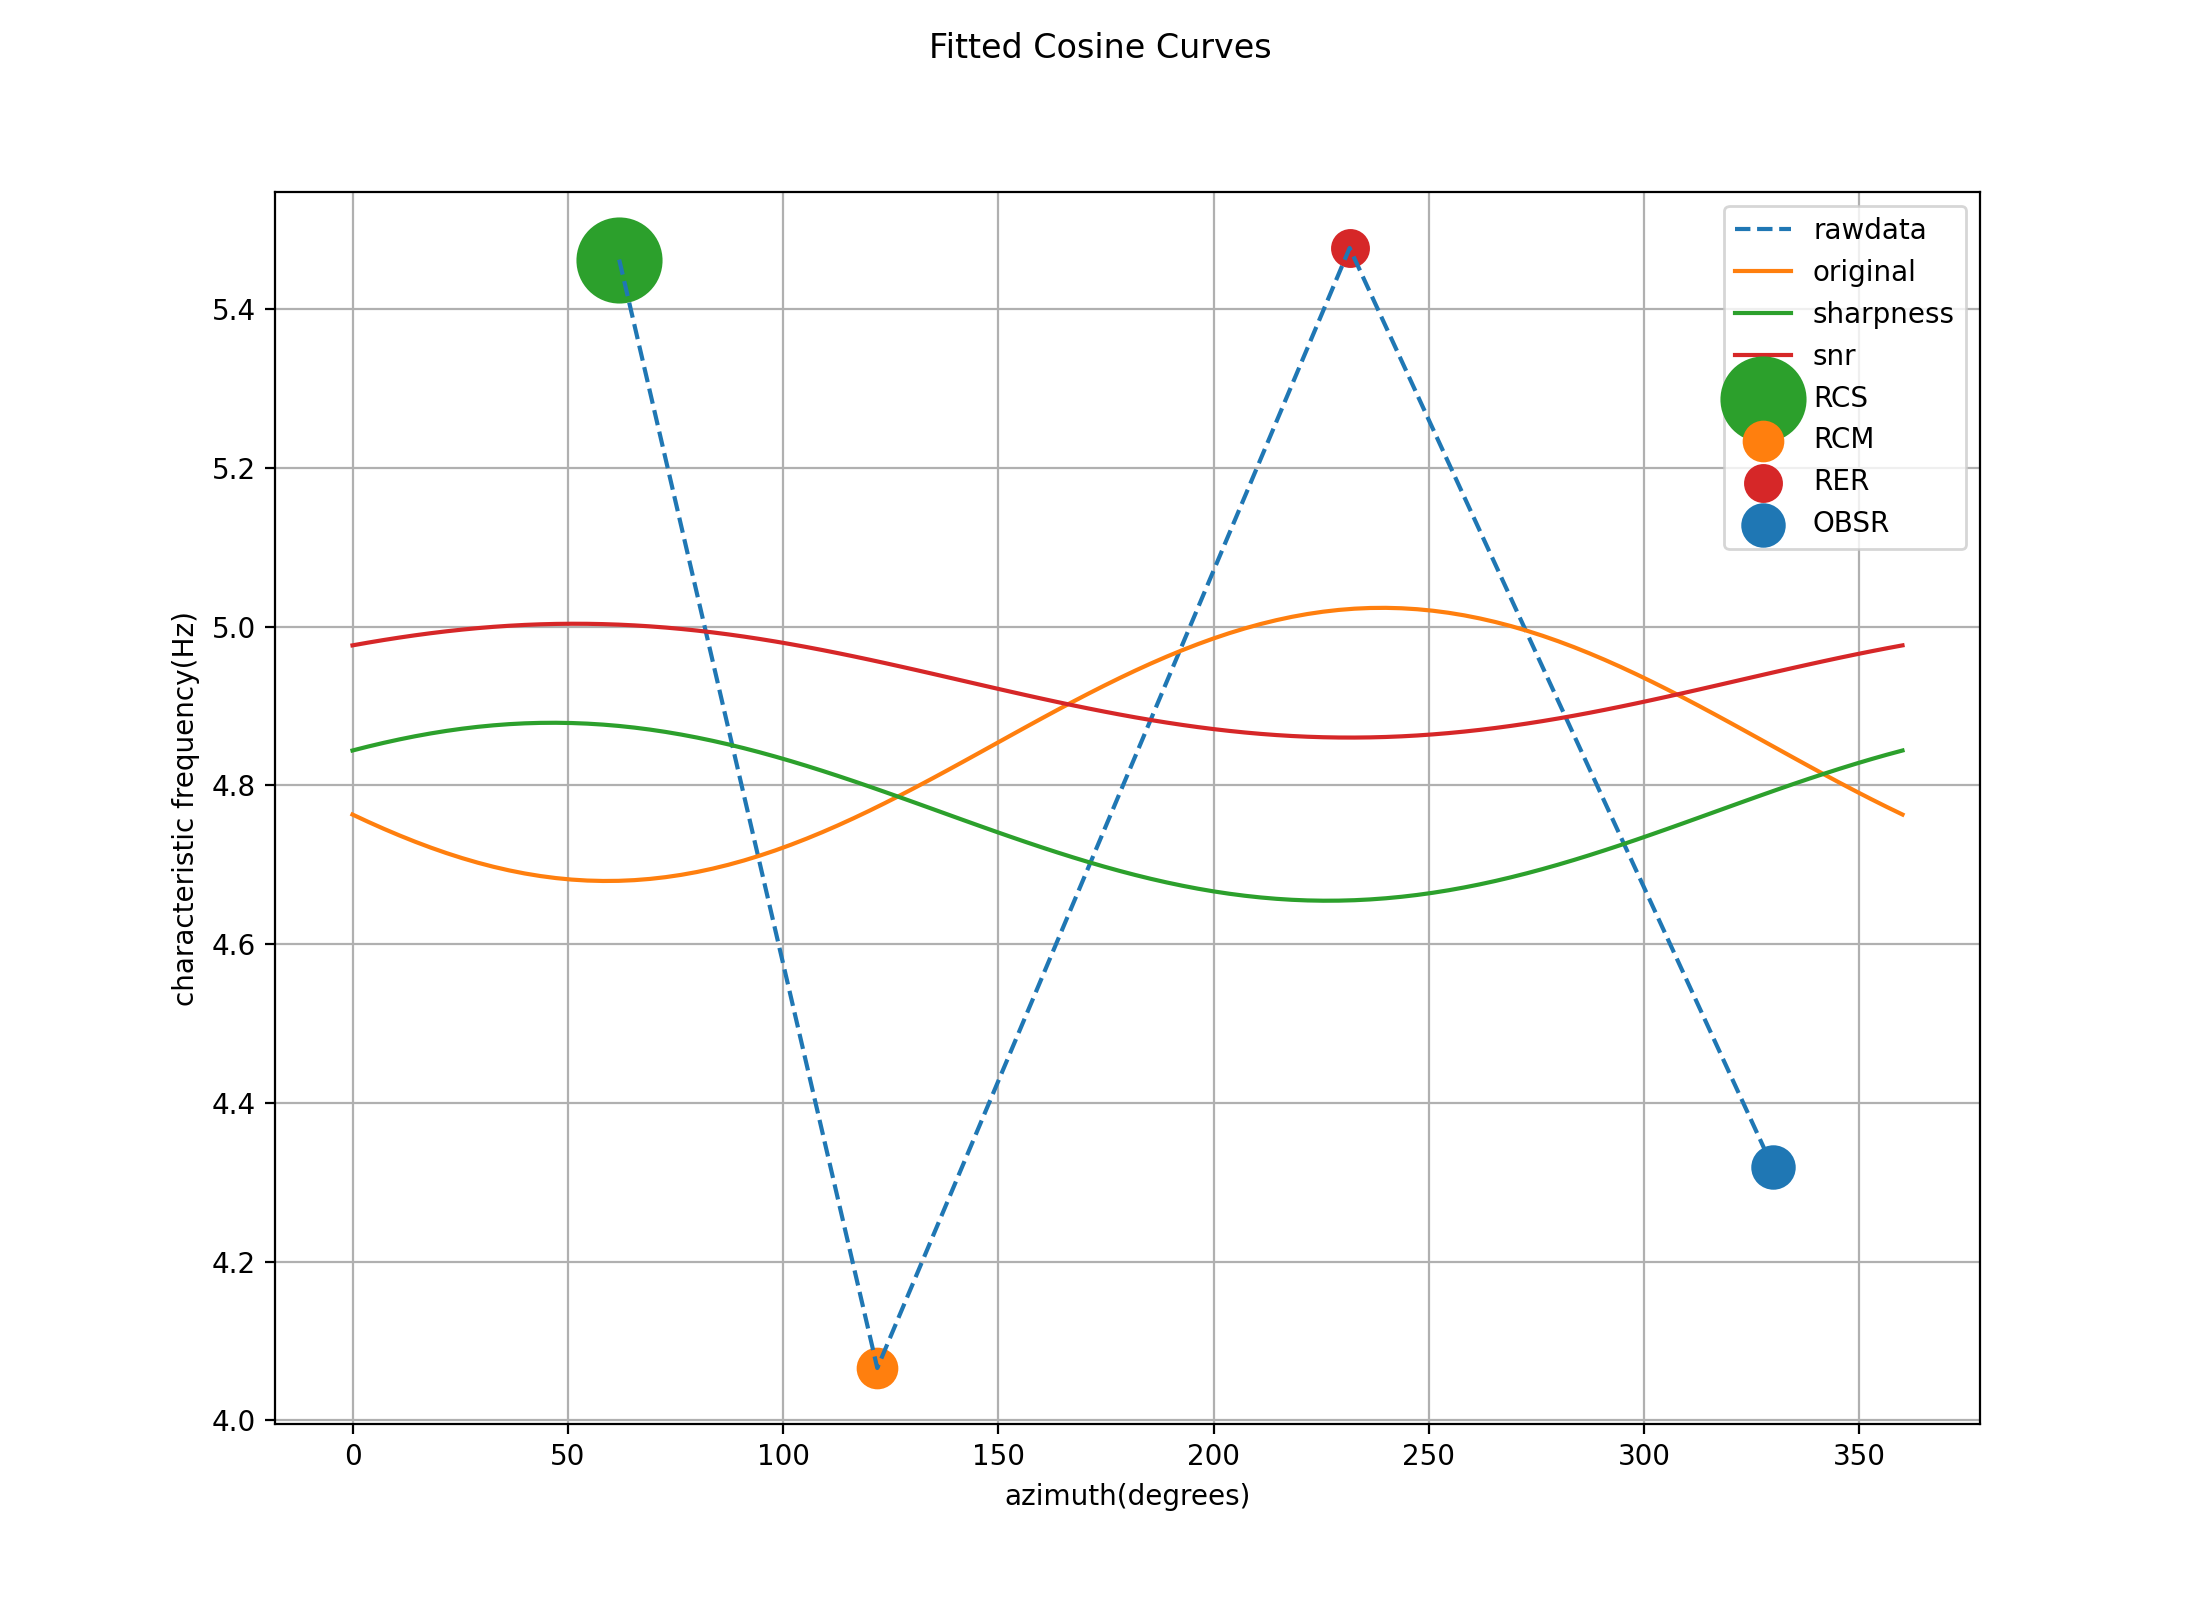 Fitted Cosine Curves
rawdata
original
sharpness
snr
RCS
RCM
RER
OBSR
characteristic frequency(Hz)
5.4
5.2
5.0
4.8
4.6
4.4
4.2
4.0
0 50 100 150 200 250 300 350
azimuth(degrees)